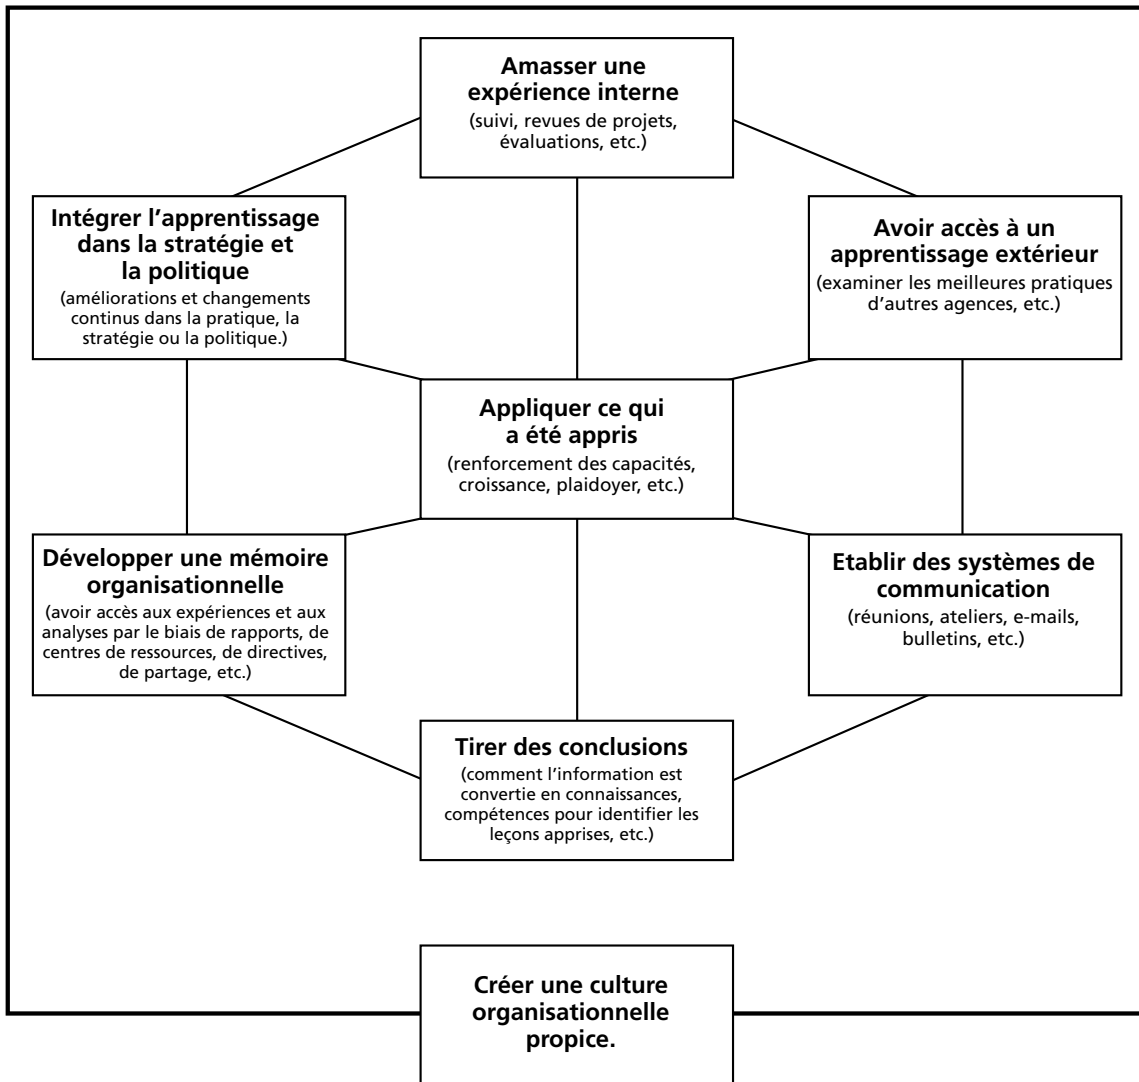 Amasser une
expérience interne
(suivi, revues de projets,
évaluations, etc.)
Intégrer l'apprentissage
dans la stratégie et
la politique
(améliorations et changements
continus dans la pratique, la
stratégie ou la politique.)
Avoir accès à un
apprentissage extérieur
(examiner les meilleures pratiques
d'autres agences, etc.)
Appliquer ce qui
a été appris
(renforcement des capacités,
croissance, plaidoyer, etc.)
Développer une mémoire
organisationnelle
(avoir accès aux expériences et aux
analyses par le biais de rapports, de
centres de ressources, de directives,
de partage, etc.)
Etablir des systèmes de
communication
(réunions, ateliers, e-mails,
bulletins, etc.)
Tirer des conclusions
(comment l'information est
convertie en connaissances,
compétences pour identifier les
leçons apprises, etc.)
Créer une culture
organisationnelle
propice.